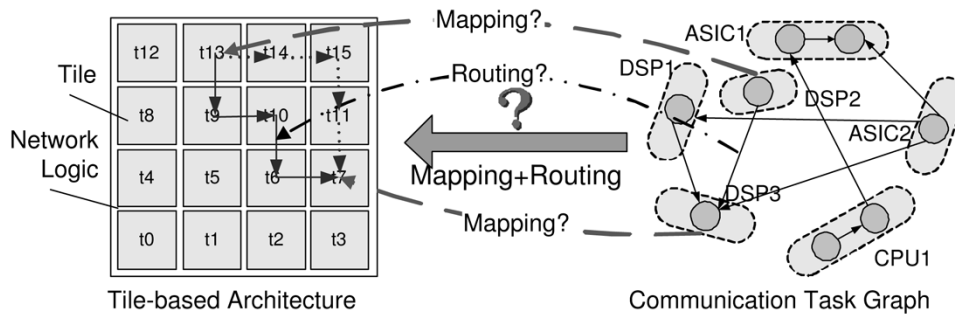 Mapping?
ASIC1
t12 t13 t14 t15
Tile
Routing?
DSP1
?
DSP2
t8 t9 t10 t11
ASIC2
Network
Logic
t4 t5 t6 t7
Mapping+Routing
DSP3
Mapping?
t0 t1 t2 t3
CPU1
Tile-based Architecture
Communication Task Graph